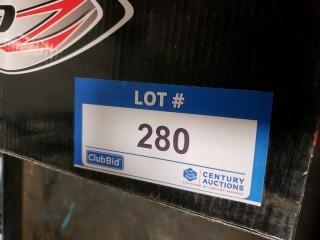 LOT #
280
ClubBid
CENTURY
AUCTIONS